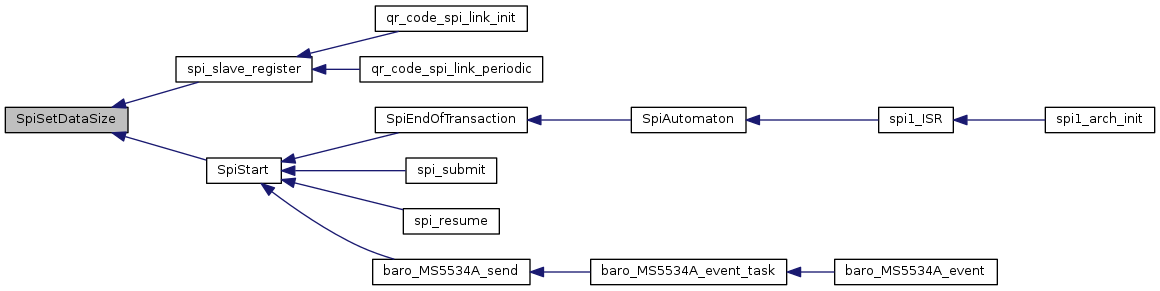 qr_code_spi_link_init
spi_slave_register
qr_code_spi_link_periodic
SpiSetDataSize
SpiEndOfTransaction
SpiAutomaton
spi1_ISR
spi1_arch_init
SpiStart
spi_submit
spi_resume
baro_MS5534A_send
baro_MS5534A_event_task
baro_MS5534A_event